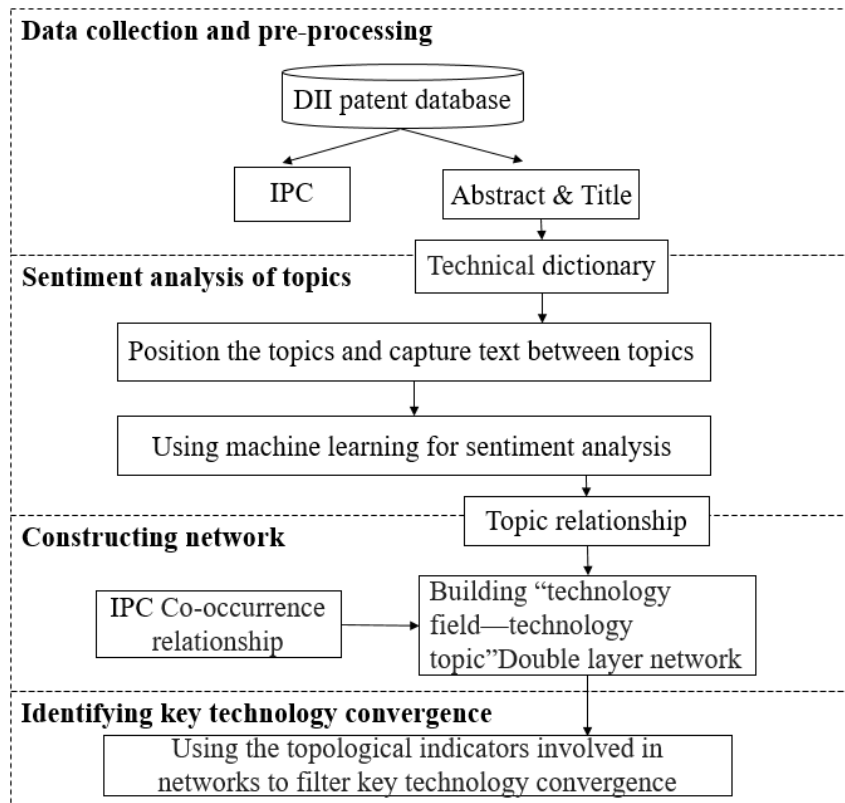 Data collection and pre-processing
DII patent database
IPC
Abstract & Title
Technical dictionary
Sentiment analysis of topics
Position the topics and capture text between topics
Using machine learning for sentiment analysis
Topic relationship
Constructing network
IPC Co-occurrence
relationship
Building “technology
field—technology
topic”Double layer network
Identifying key technology convergence
Using the topological indicators involved in
networks to filter key technology convergence